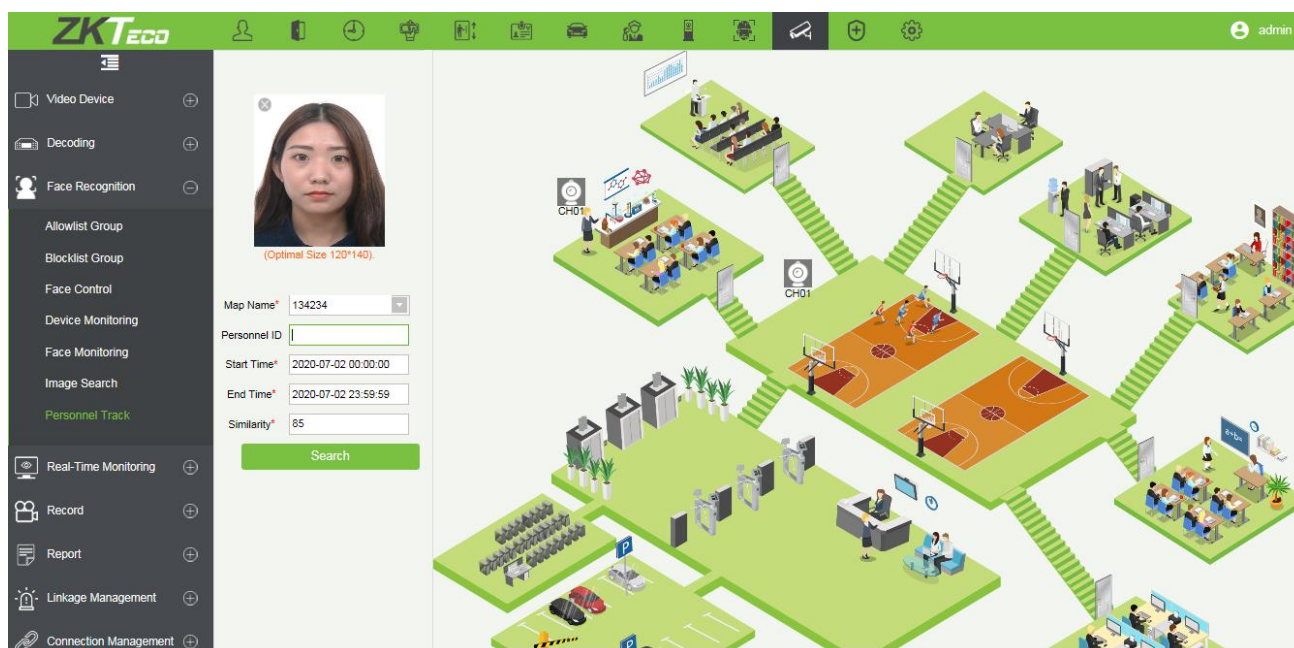 ZKTECO
admin
Video Device
Decoding
Face Recognition
Allowlist Group
Blocklist Group
Face Control
Device Monitoring
Face Monitoring
Image Search
Personnel Track
Real-Time Monitoring
Record
Report
Linkage Management
Connection Management
(Optimal Size 120*140).
Map Name* 134234
Personnel ID
Start Time* 2020-07-02 00:00:00
End Time* 2020-07-02 23:59:59
Similarity* 85
Search
CH01
CH01
a+b=
P
P